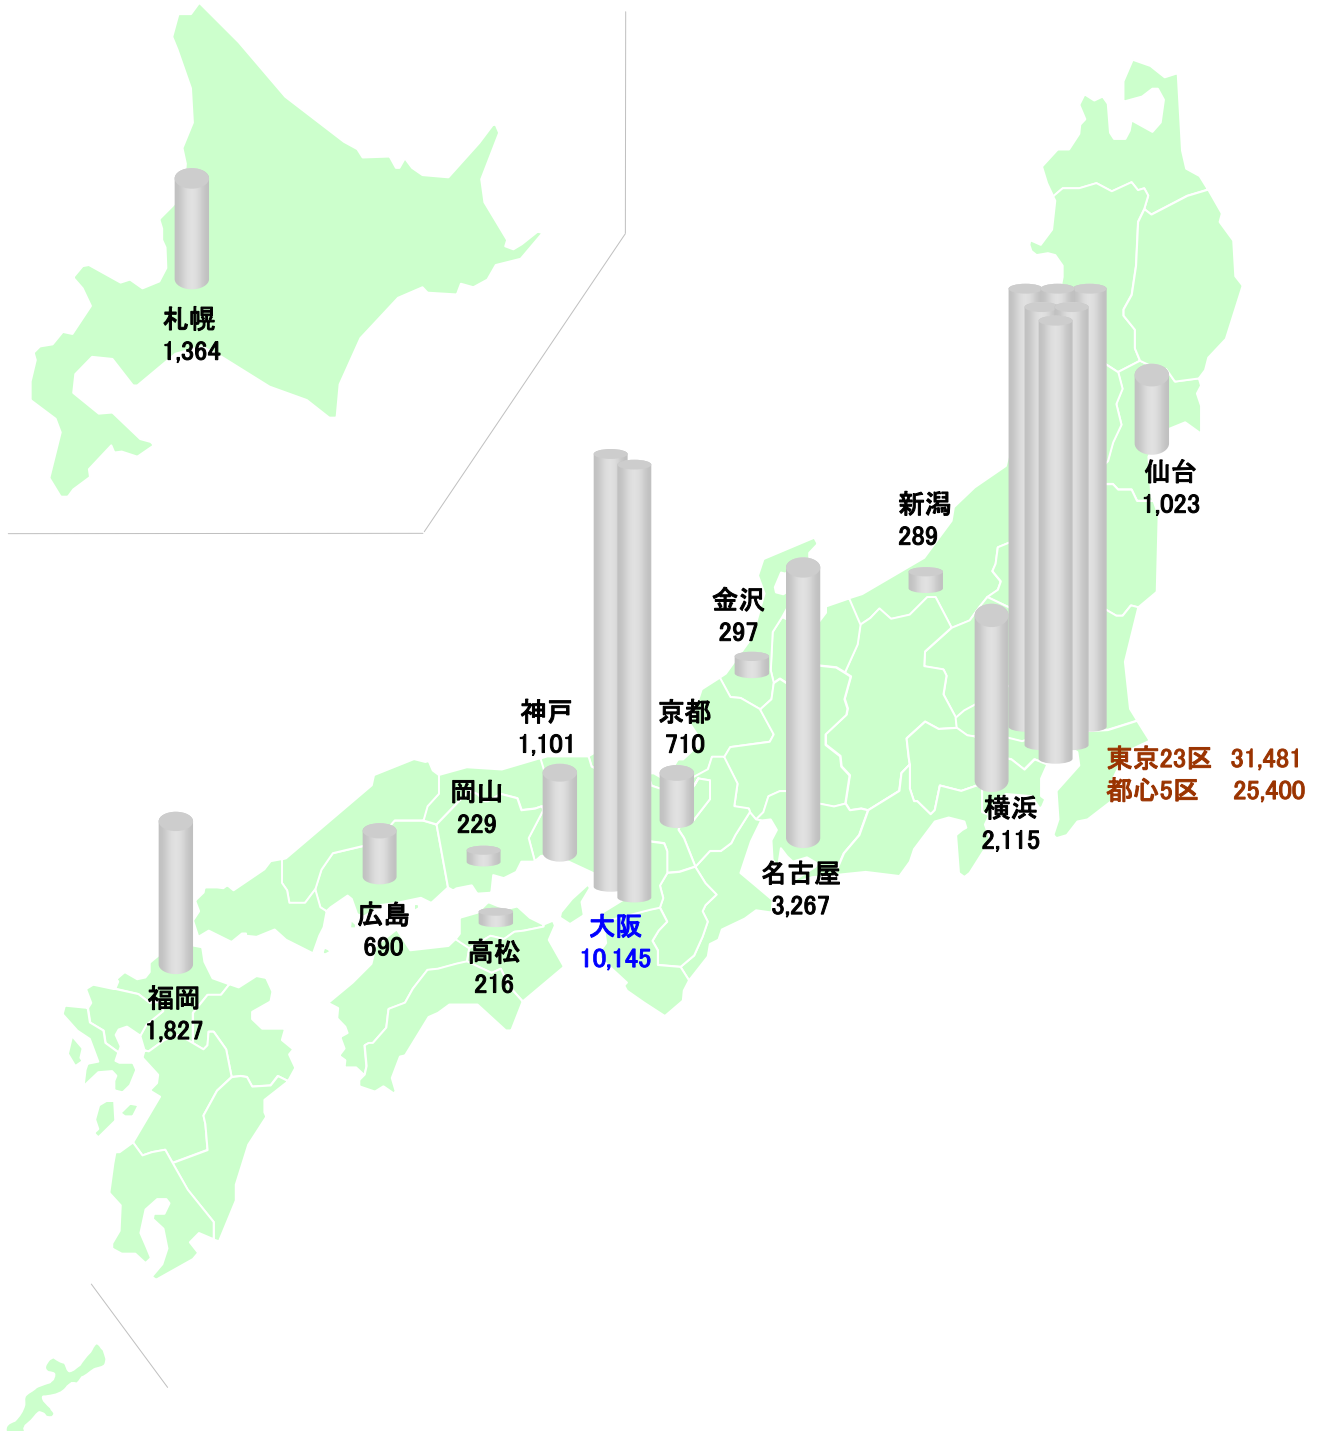 札幌
1,364
仙台
1,023
新潟
289
金沢
297
神戸
1,101
京都
710
東京23区 31,481
都心5区 25,400
岡山
229
横浜
2,115
名古屋
3,267
広島
690
大阪
10,145
高松
216
福岡
1,827